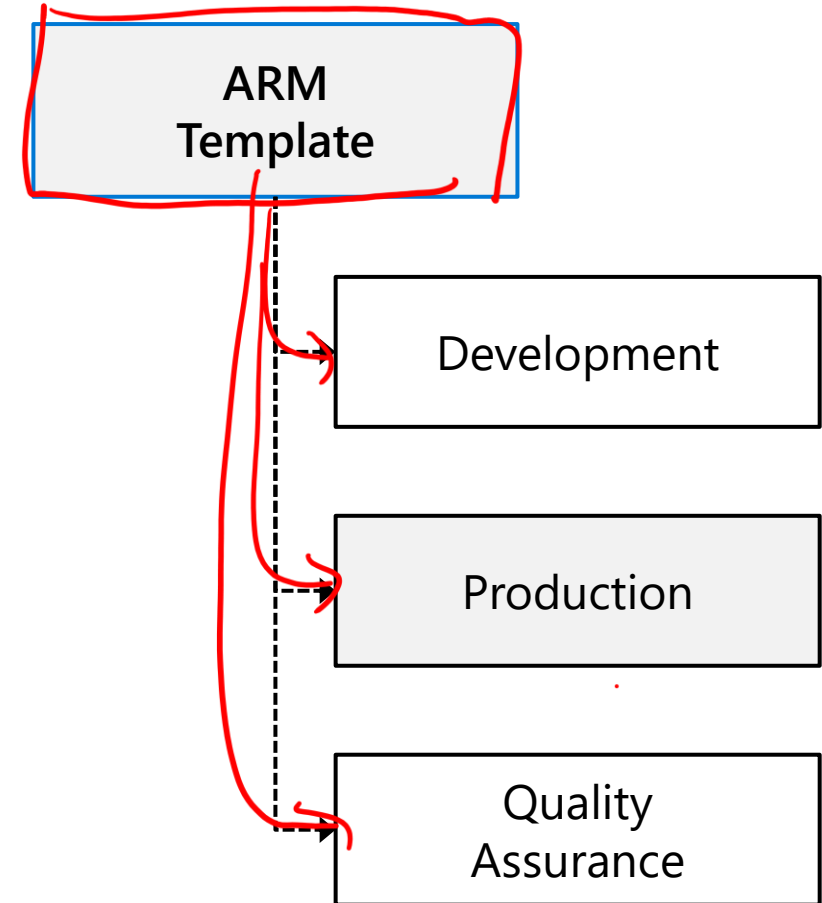 ARM
Template
Development
Production
Quality
Assurance